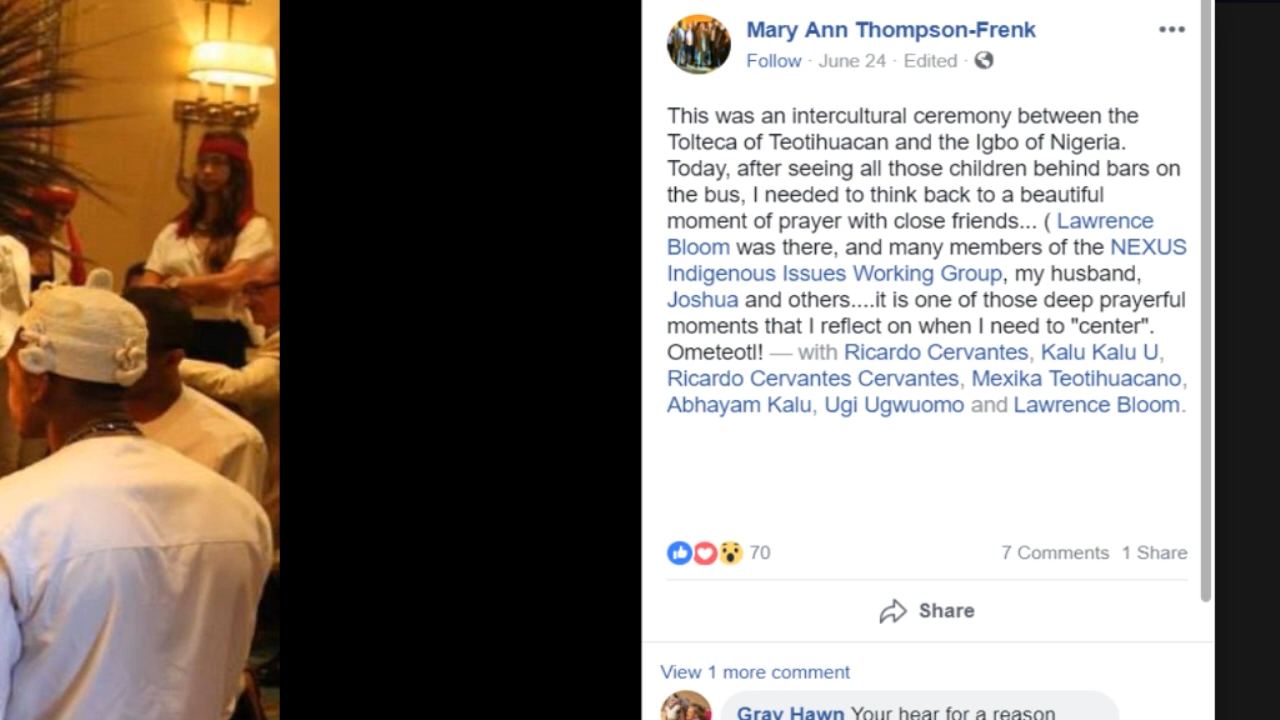 Mary Ann Thompson-Frenk
Follow · June 24 · Edited ·
This was an intercultural ceremony between the
Tolteca of Teotihuacan and the Igbo of Nigeria.
Today, after seeing all those children behind bars on
the bus, I needed to think back to a beautiful
moment of prayer with close friends... ( Lawrence
Bloom was there, and many members of the NEXUS
Indigenous Issues Working Group, my husband,
Joshua and others....it is one of those deep prayerful
moments that I reflect on when I need to "center".
Ometeotl! — with Ricardo Cervantes, Kalu Kalu U,
Ricardo Cervantes Cervantes, Mexika Teotihuacano,
Abhayam Kalu, Ugi Ugwuomo and Lawrence Bloom.
70
7 Comments 1 Share
Share
View 1 more comment
Gray Hawn Your hear for a reason